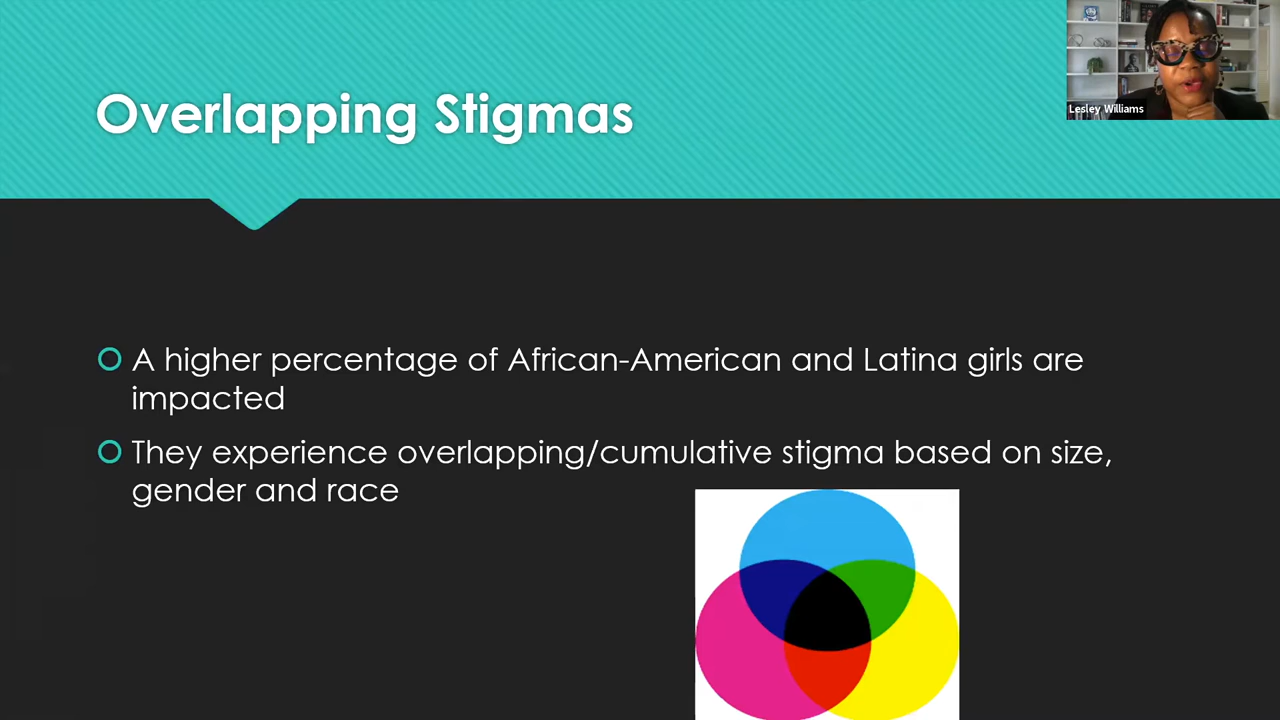 Lesley Williams
Overlapping Stigmas
A higher percentage of African-American and Latina girls are
impacted
They experience overlapping/cumulative stigma based on size,
gender and race